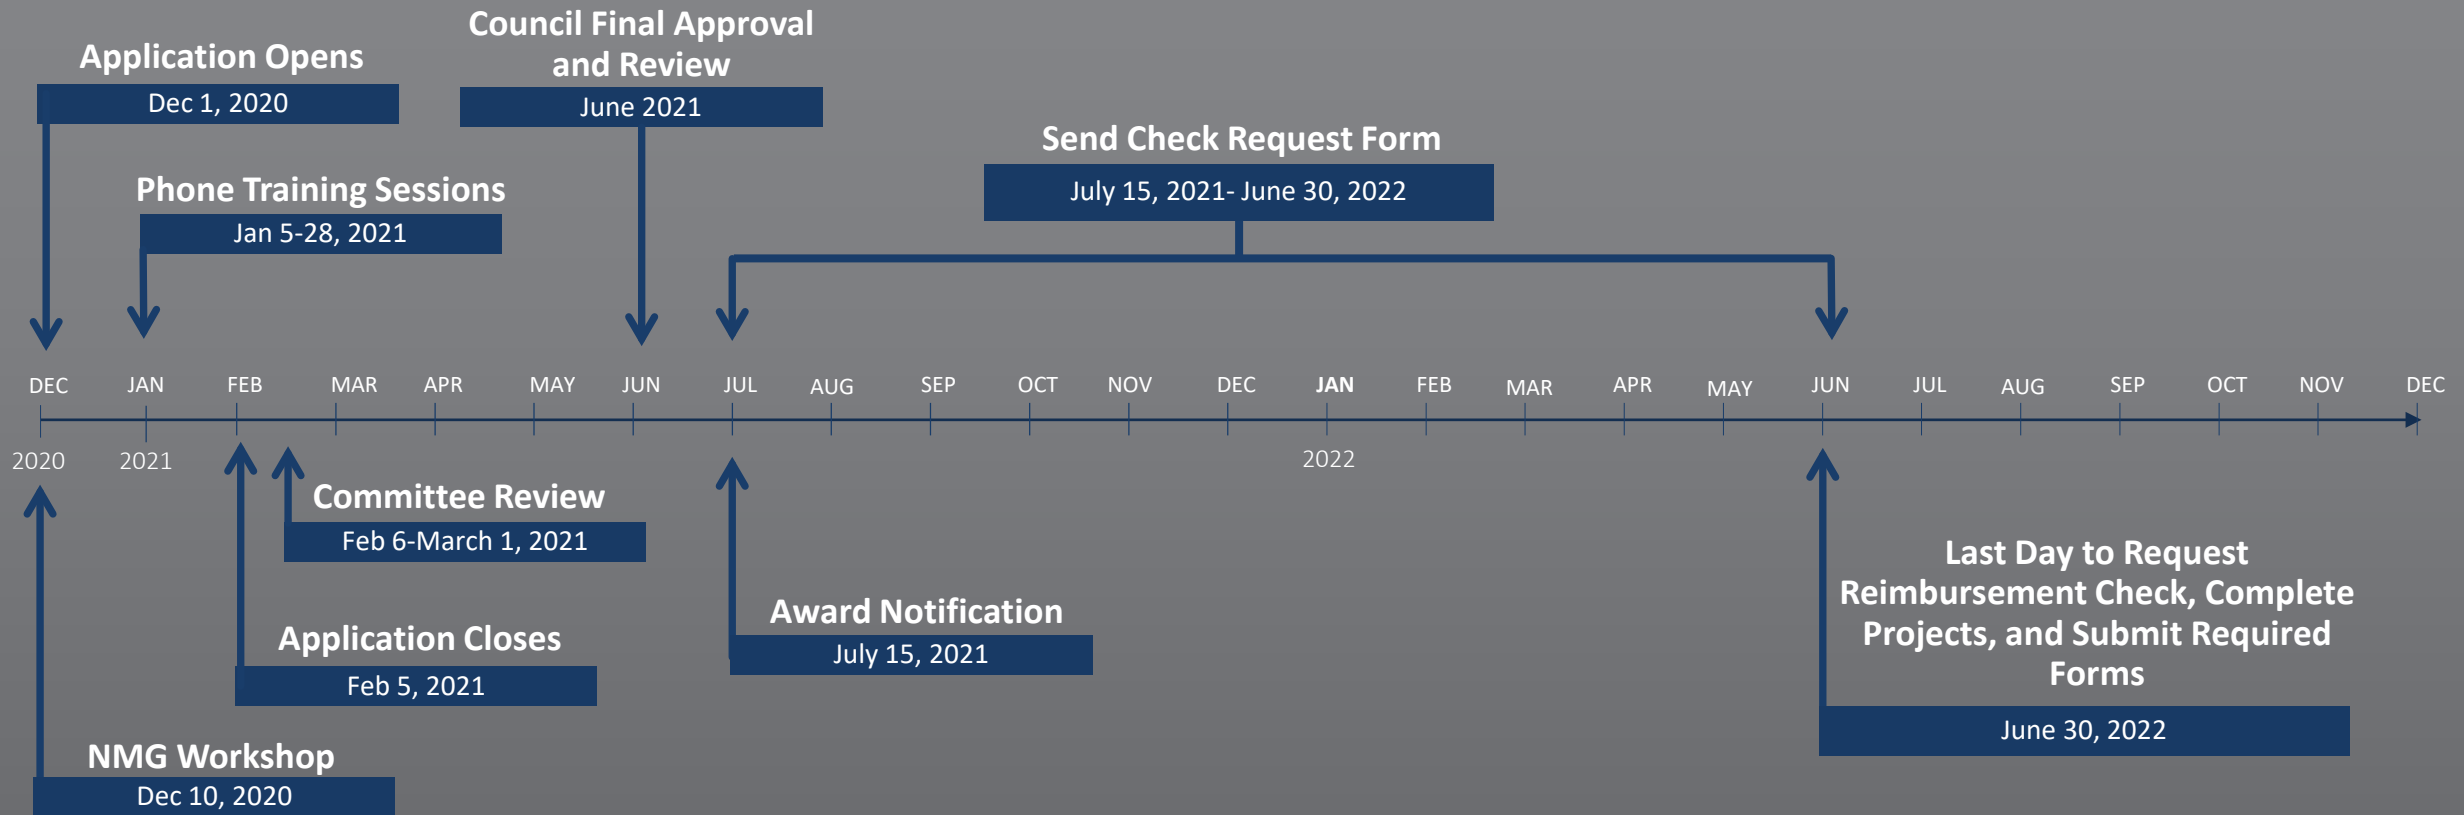 Application Opens
Dec 1, 2020
Council Final Approval
and Review
June 2021
Phone Training Sessions
Jan 5-28, 2021
Send Check Request Form
July 15, 2021- June 30, 2022
DEC JAN FEB MAR APR MAY JUN JUL AUG SEP OCT NOV DEC JAN FEB MAR APR MAY JUN JUL AUG SEP OCT NOV DEC
2020 2021 2022
Committee Review
Feb 6-March 1, 2021
Application Closes
Feb 5, 2021
NMG Workshop
Dec 10, 2020
Award Notification
July 15, 2021
Last Day to Request
Reimbursement Check, Complete
Projects, and Submit Required
Forms
June 30, 2022